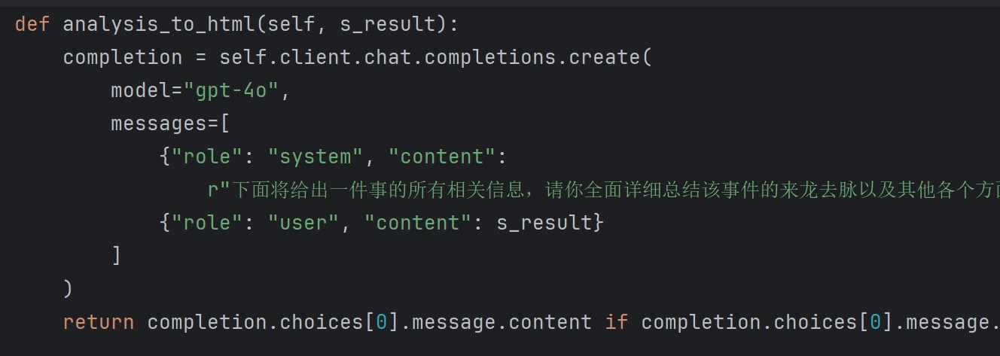 def analysis_to_html(self, s_result):
completion = self.client.chat.completions.create(
model="gpt-4o",
messages=[
{"role": "system", "content":
r"下面将给出一件事的所有相关信息，请你全面详细总结该事件的来龙去脉以及其他各个方面
{"role": "user", "content": s_result}
]
)
return completion.choices[0].message.content if completion.choices[0].message.